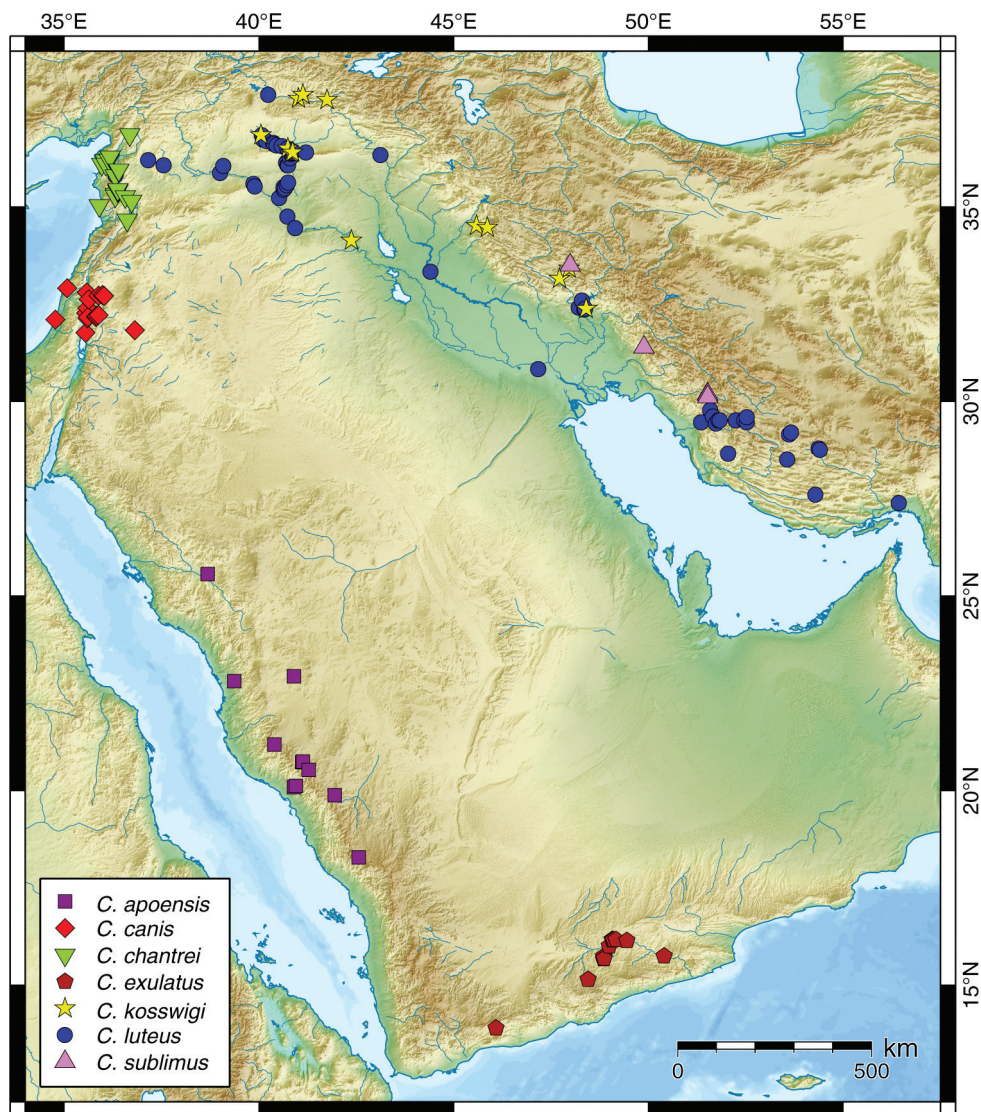 35°E 40°E 45°E 50°E 55°E
35°N
30°N
25°N
20°N
15°N
C. apoensis
C. canis
C. chantrei
C. exulatus
C. kosswigi
C. luteus
C. sublimus
km
0 500